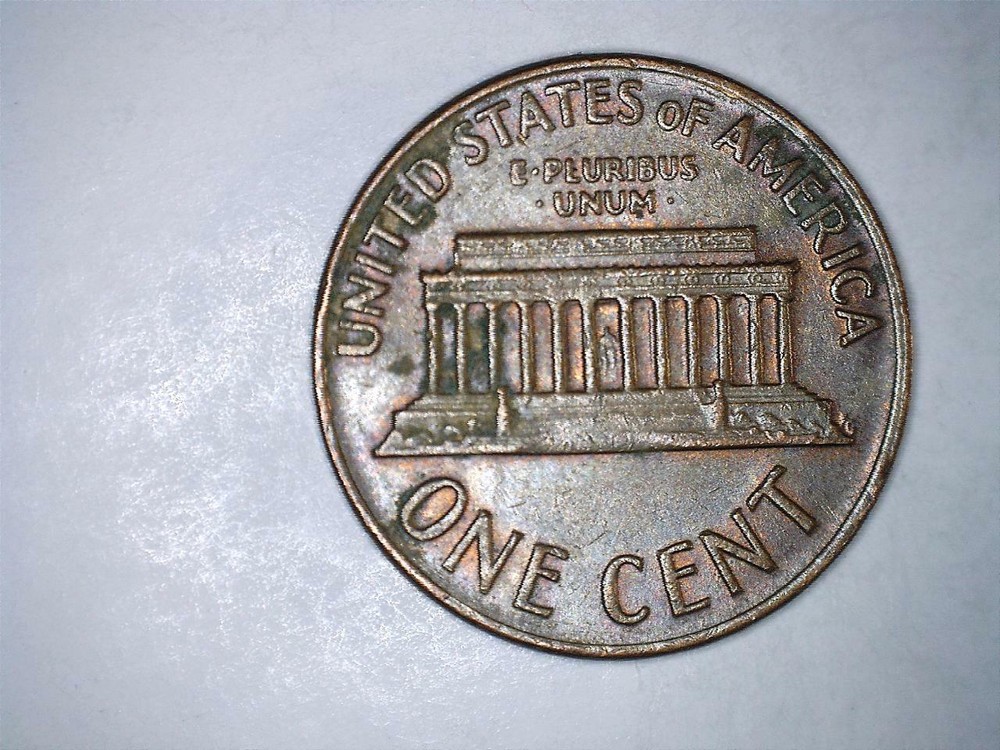 UNITED STATES OF AMERICA
E·PLURIBUS
·UNUM·
ONE CENT